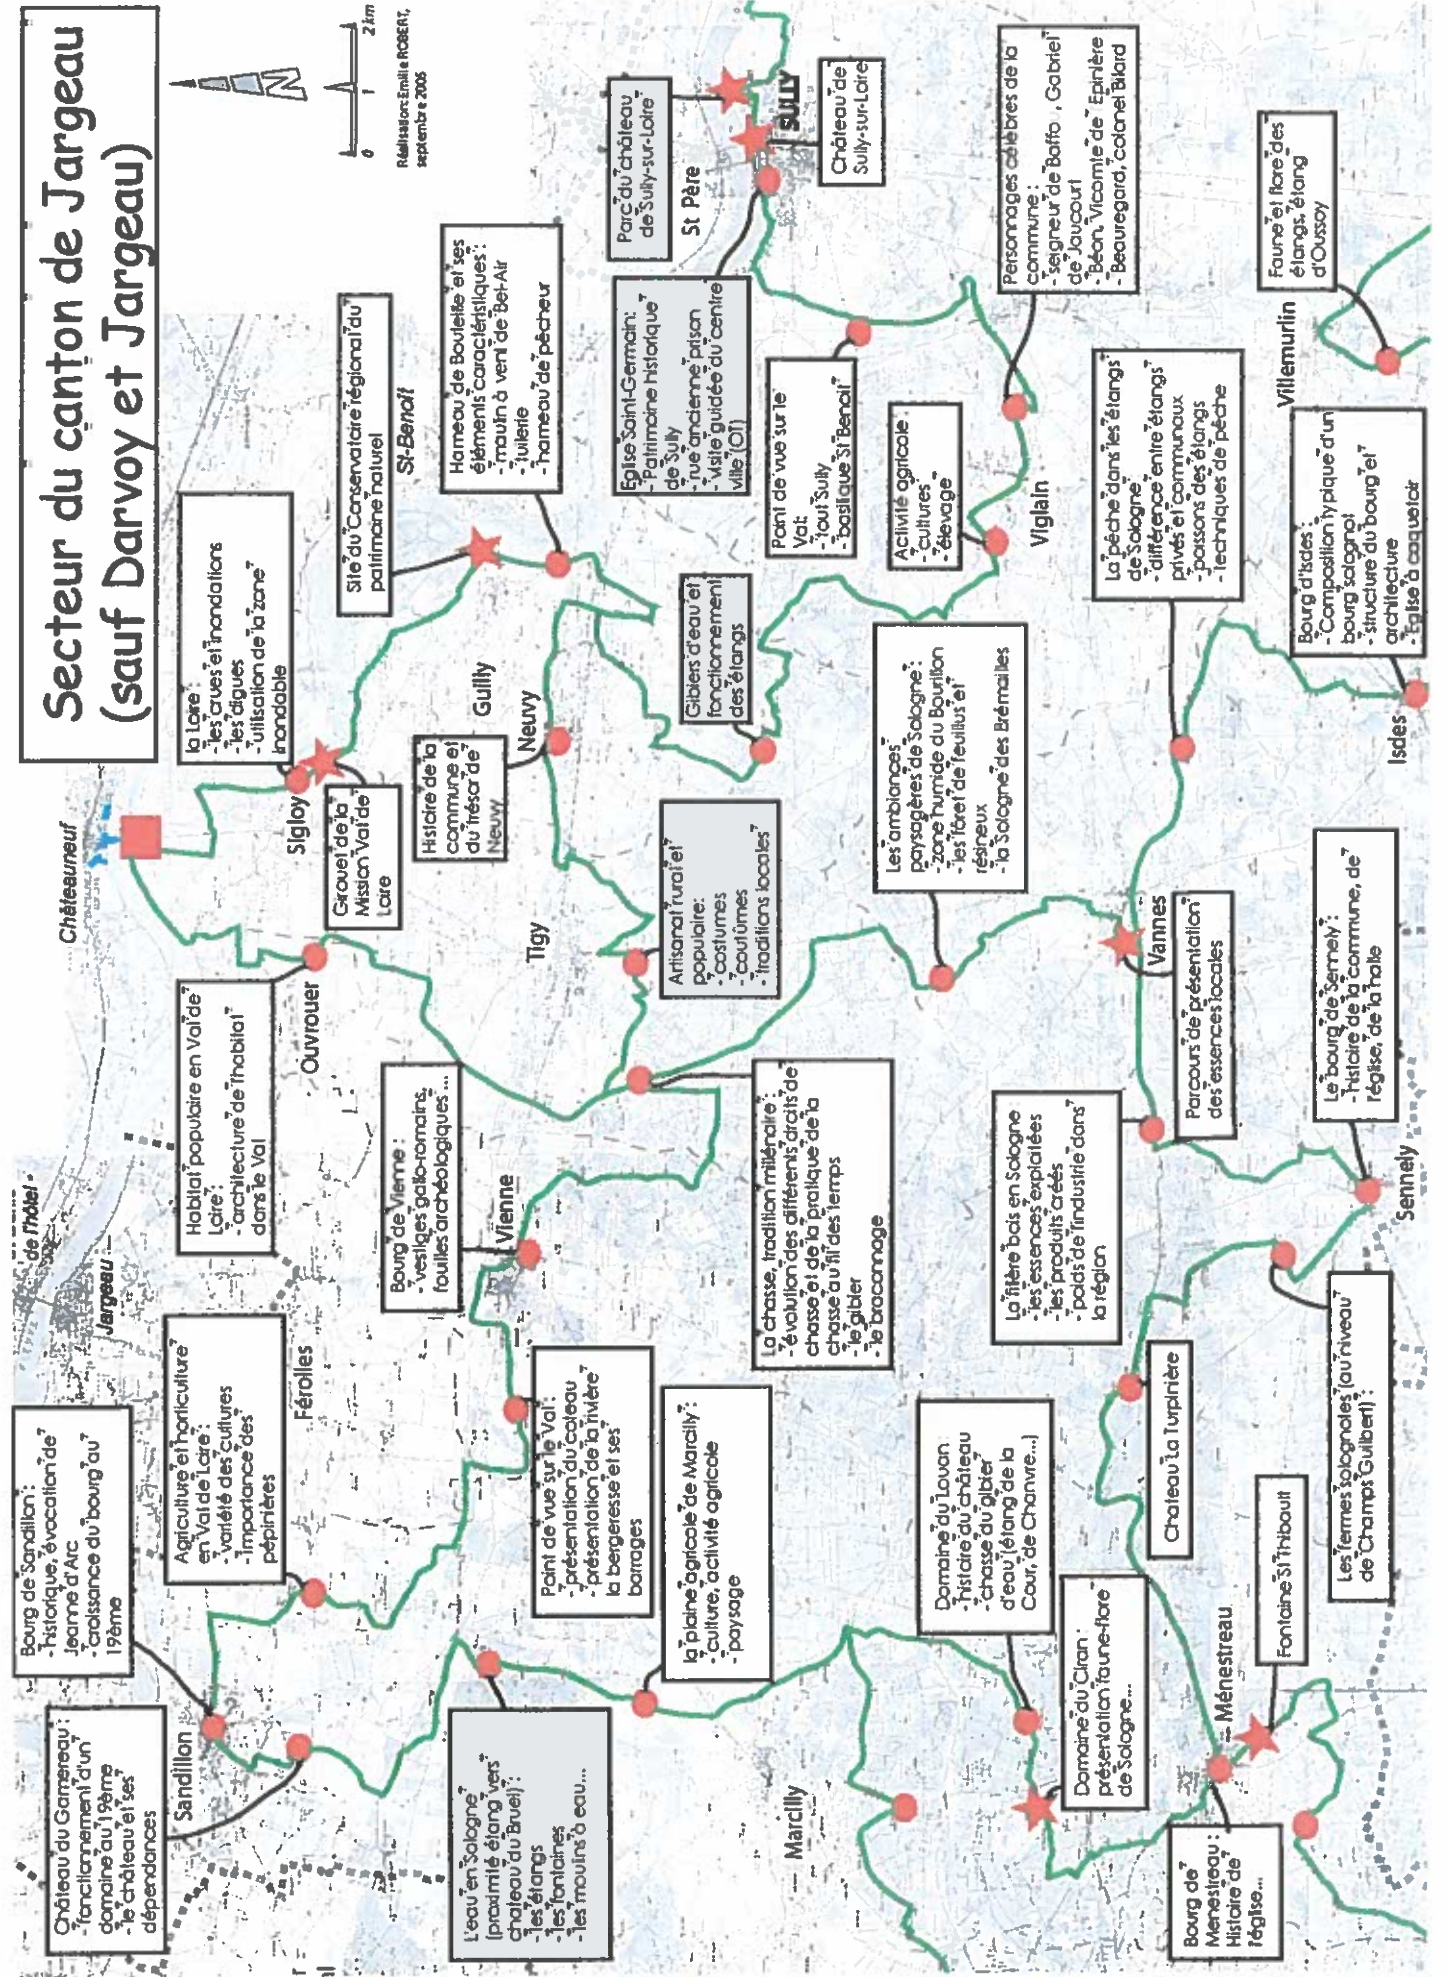 Secteur du canton de Jargeau
(sauf Darvoy et Jargeau)
0 1 2 km
Réalisation: Emilie ROBERT,
septembre 2005
Châteauneuf
de l'hôtel -
Jargeau
Bourg de Sandillon :
- historique, évocation de
Jeanne d'Arc
- croissance du bourg au
19ème
Château du Gameneau :
- fonctionnement d'un
domaine au 19ème
- le château et ses
dépendances
Sandillon
Agriculture et horticulture
en Val de Loire :
- variété des cultures
- importance des
pépinières
Férolles
Habitat populaire en Val de
Loire :
- architecture de l'habitat
dans le Val
Ouvrouer
la Loire :
- les crues et inondations
- les digues
- utilisation de la zone
inondable
Sigloy
Girouet de la
Mission Val de
Loire
Site du Conservatoire régional du
patrimoine naturel
St-Benoît
Hameau de Bouteille et ses
éléments caractéristiques :
- moulin à vent de Bel-Air
- tuilerie
- hameau de pêcheur
Guilly
Neuvy
Histoire de la
commune et
du trésor de
Neuvy
Bourg de Vienne :
- vestiges gallo-romains,
fouilles archéologiques...
Vienne
Tigy
Parc du château
de Sully-sur-Loire
St Père
SULLY
Château de
Sully-sur-Loire
Eglise Saint-Germain:
- Patrimoine historique
de Sully
- rue ancienne prison
- visite guidée du centre
ville (OT)
Point de vue sur le
Val:
- tout Sully
- basilique St Benoit
Personnages célèbres de la
commune :
- seigneur de Baffou, Gabriel
de Jaucourt
- Béon, Vicomte de Epinière
- Beauregard, colonel Bilard
Activité agricole :
- cultures
- élevage
Viglain
Gibiers d'eau et
fonctionnement
des étangs
Artisanat rural et
populaire:
- costumes
- coutûmes
- traditions locales
Les ambiances
paysagères de Sologne :
- zone humide du Bourillon
- les forêt de feuillus et
résineux
- la Sologne des Brémailles
Point de vue sur le Val :
- présentation du coteau
- présentation de la rivière
la bergeresse et ses
barrages
L'eau en Sologne
(proximité étang vers
chateau du Bruel) :
- les étangs
- les fontaines
- les moulins à eau...
la plaine agricole de Marcilly :
- culture, activité agricole
- paysage
La chasse, tradition millénaire :
- évolution des différents droits de
chasse et de la pratique de la
chasse au fil des temps
- le gibier
- le braconnage
Marcilly
Domaine du Louan
- histoire du château
- chasse du gibier
d'eau (étang de la
Cour, de Chanvre...)
Domaine du Ciran :
présentation faune-flore
de Sologne...
La filière bois en Sologne
- les essences exploitées
- les produits créés
- poids de l'industrie dans
la région
Vannes
Parcours de présentation
des essences locales
La pêche dans les étangs
de Sologne
- différence entre étangs
privés et communaux
- poissons des étangs
- techniques de pêche
Faune et flore des
étangs, étang
d'Oussoy
Villemurlin
Bourg d'Isdes :
- Composition typique d'un
bourg solognot
- structure du bourg et
architecture
- Eglise à caquetoir
Isdes
Chateau La Turpinière
Le bourg de Sennely :
- histoire de la commune, de
l'église, de la halle
Sennely
Les fermes solognotes (au niveau
de Champs Guilbert) :
Ménestreau
Fontaine St Thibault
Bourg de
Menestreau :
Histoire de
l'église...